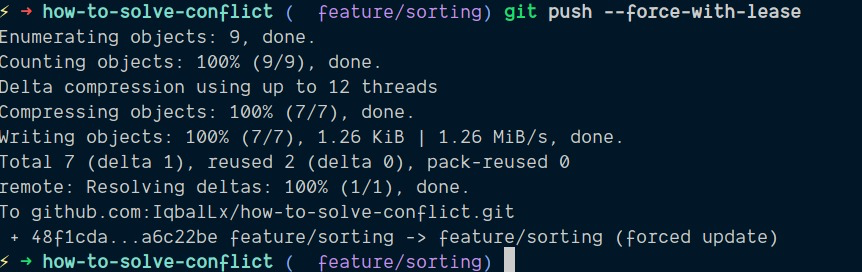 ⚡ ➜ how-to-solve-conflict ( feature/sorting) git push --force-with-lease
Enumerating objects: 9, done.
Counting objects: 100% (9/9), done.
Delta compression using up to 12 threads
Compressing objects: 100% (7/7), done.
Writing objects: 100% (7/7), 1.26 KiB | 1.26 MiB/s, done.
Total 7 (delta 1), reused 2 (delta 0), pack-reused 0
remote: Resolving deltas: 100% (1/1), done.
To github.com:IqbalLx/how-to-solve-conflict.git
 + 48f1cda...a6c22be feature/sorting -> feature/sorting (forced update)
⚡ ➜ how-to-solve-conflict ( feature/sorting)